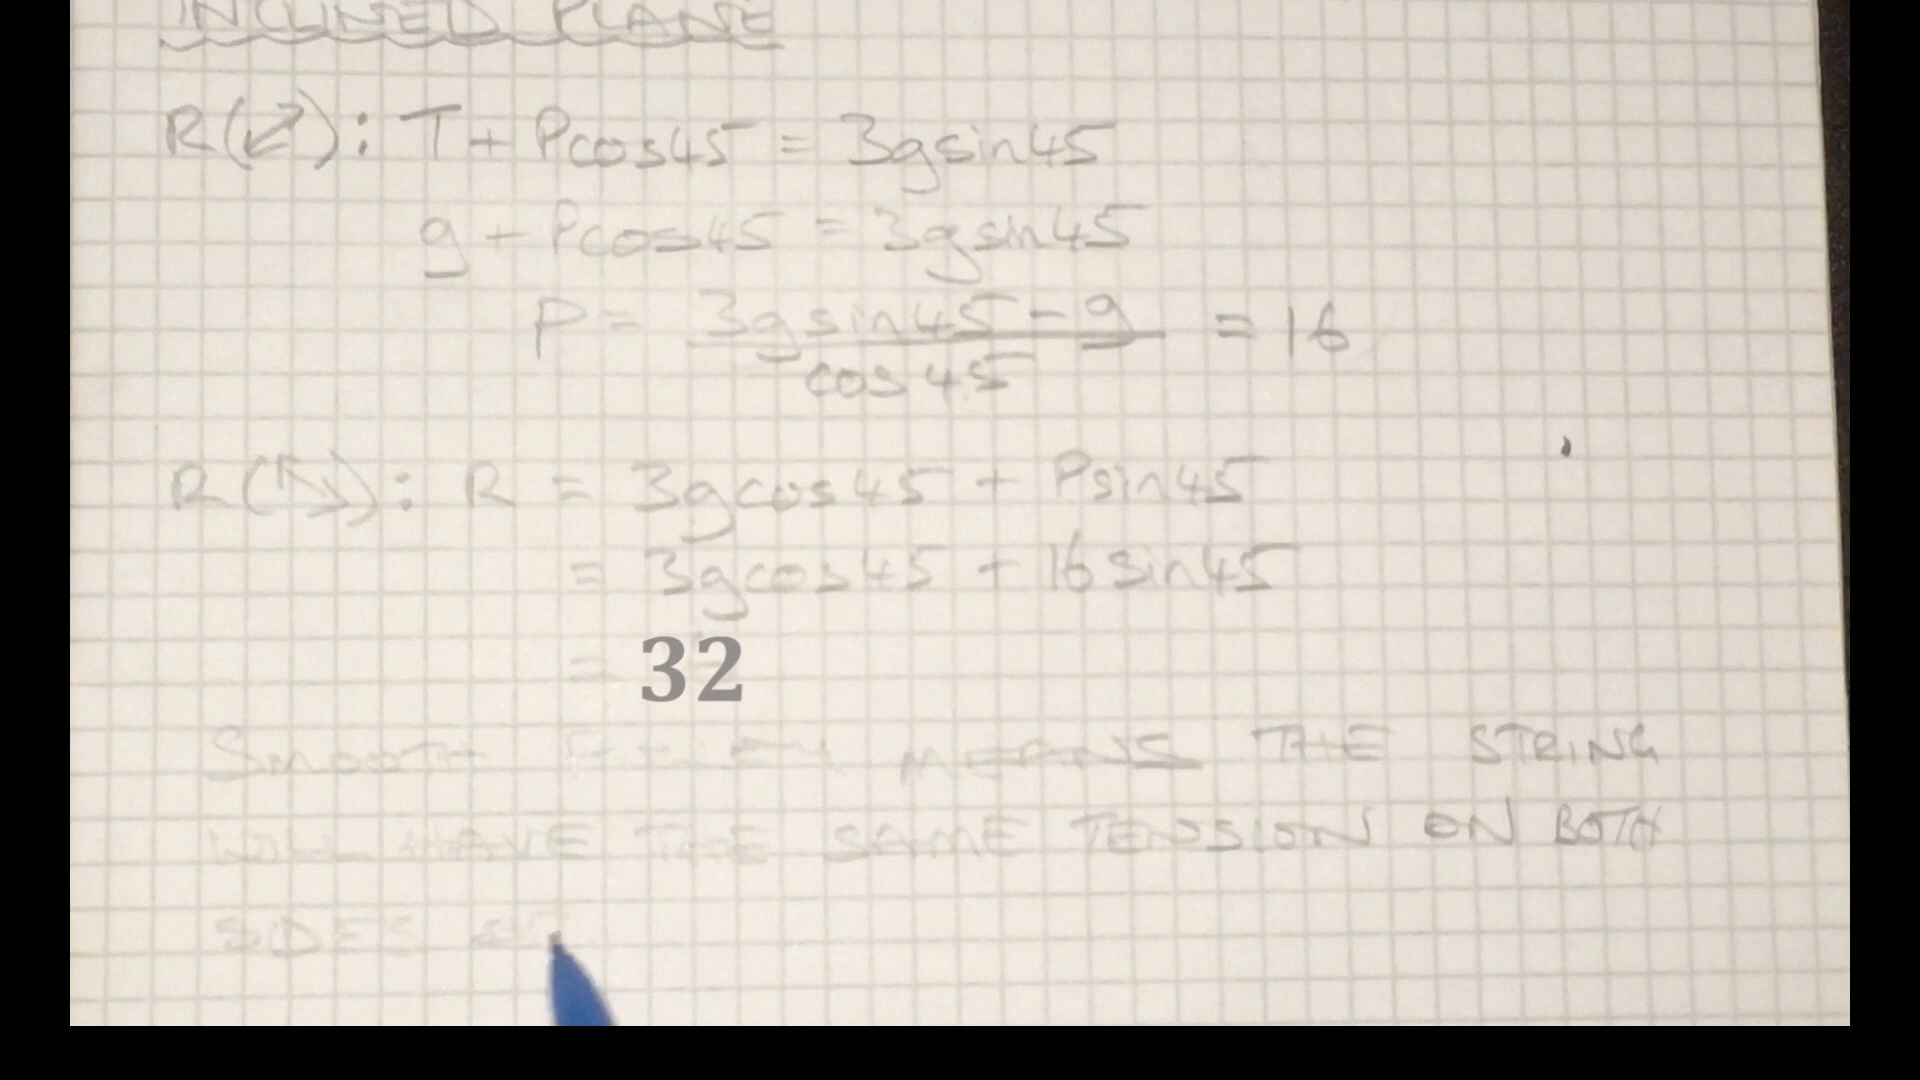 INCLINED PLANE
R(↙↗): T + Pcos45 = 3gsin45
g + Pcos45 = 3gsin45
P = (3gsin45 - g)/cos45 = 16
R(↖↘): R = 3gcos45 + Psin45
= 3gcos45 + 16sin45
= 32
SMOOTH MEANS THE STRING
WILL HAVE THE SAME TENSION ON BOTH
SIDES